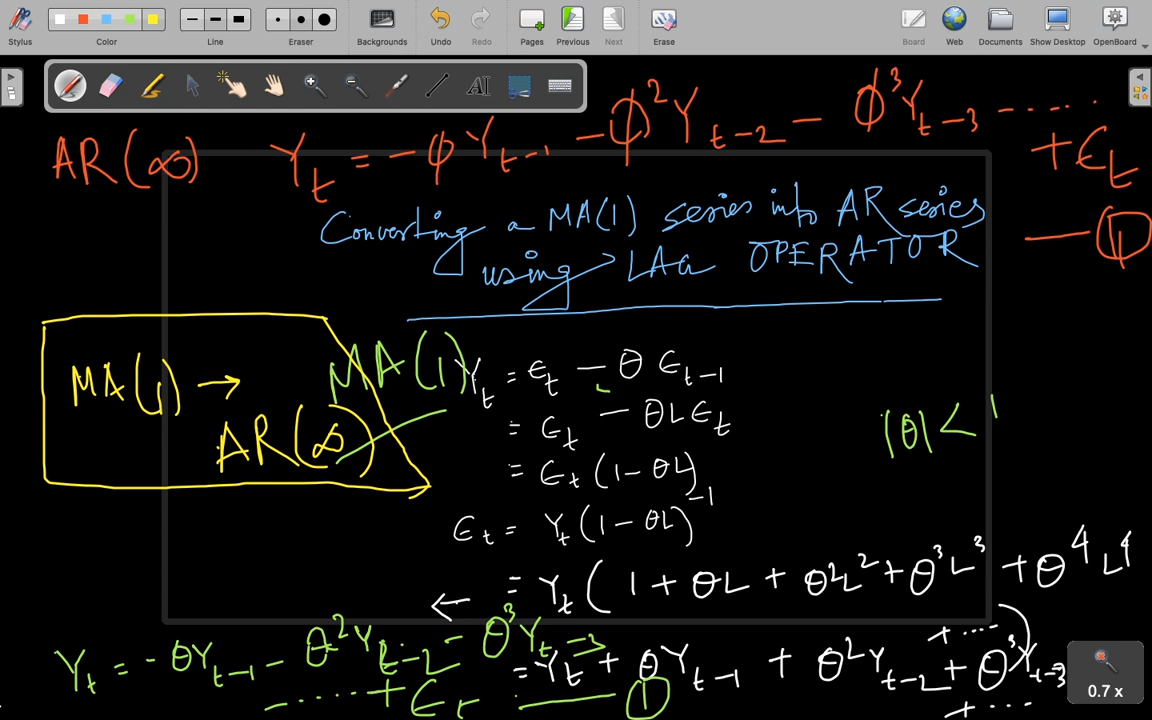 Stylus Color Line Eraser Backgrounds Undo Redo Pages Previous Next Erase Board Web Documents Show Desktop OpenBoard
AR(∞) Y_t = -ϕY_{t-1} - ϕ²Y_{t-2} - ϕ³Y_{t-3} ------
+ϵ_t
— ①
Converting a MA(1) series into AR series
using LAG OPERATOR
MA(1) →
AR(∞)
MA(1) Y_t = ϵ_t - θ ϵ_{t-1}
= ϵ_t - θLϵ_t
= ϵ_t (1 - θL)
|θ| < 1
ϵ_t = Y_t (1 - θL)^{-1}
= Y_t (1 + θL + θ²L² + θ³L³ + θ⁴L⁴
+ ....)
←
= Y_t + θY_{t-1} + θ²Y_{t-2} + θ³Y_{t-3}
+ ....
Y_t = -θY_{t-1} - θ²Y_{t-2} - θ³Y_{t-3}
- ..... + ϵ_t — ①
0.7 x